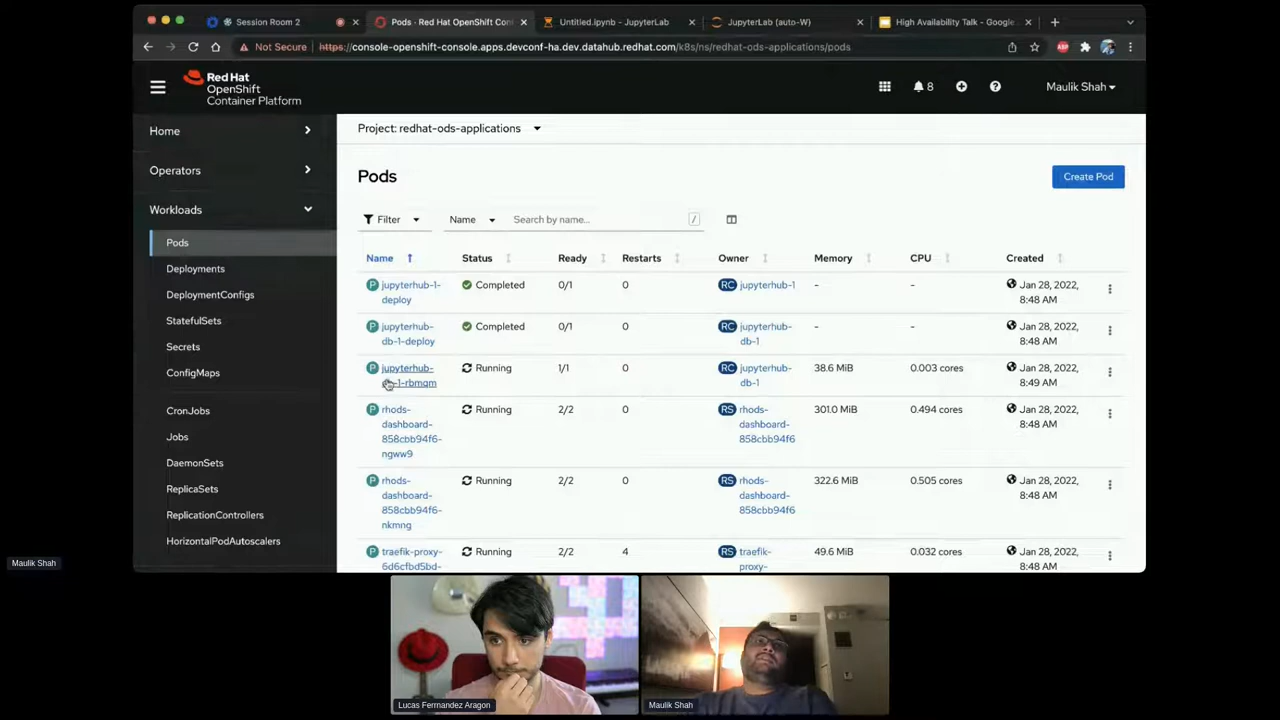 Session Room 2
Pods · Red Hat OpenShift Cont
Untitled.ipynb - JupyterLab
JupyterLab (auto-W)
High Availability Talk - Google
Not Secure
https://console-openshift-console.apps.devconf-ha.dev.datahub.redhat.com/k8s/ns/redhat-ods-applications/pods
ABP
Red Hat
OpenShift
Container Platform
8
Maulik Shah
Home
Operators
Workloads
Pods
Deployments
DeploymentConfigs
StatefulSets
Secrets
ConfigMaps
CronJobs
Jobs
DaemonSets
ReplicaSets
ReplicationControllers
HorizontalPodAutoscalers
Project: redhat-ods-applications
Pods
Create Pod
Filter
Name
Search by name...
/
Name Status Ready Restarts Owner Memory CPU Created
P jupyterhub-1- Completed 0/1 0 RC jupyterhub-1 - - Jan 28, 2022,
deploy 8:48 AM
P jupyterhub- Completed 0/1 0 RC jupyterhub- - - Jan 28, 2022,
db-1-deploy db-1 8:48 AM
P jupyterhub- Running 1/1 0 RC jupyterhub- 38.6 MiB 0.003 cores Jan 28, 2022,
-1-rbmqm db-1 8:49 AM
P rhods- Running 2/2 0 RS rhods- 301.0 MiB 0.494 cores Jan 28, 2022,
dashboard- dashboard- 8:48 AM
858cbb94f6- 858cbb94f6
ngww9
P rhods- Running 2/2 0 RS rhods- 322.6 MiB 0.505 cores Jan 28, 2022,
dashboard- dashboard- 8:48 AM
858cbb94f6- 858cbb94f6
nkmng
P traefik-proxy- Running 2/2 4 RS traefik- 49.6 MiB 0.032 cores Jan 28, 2022,
6d6cfbd5bd- proxy- 8:48 AM
Maulik Shah
Lucas Fernandez Aragon
Maulik Shah